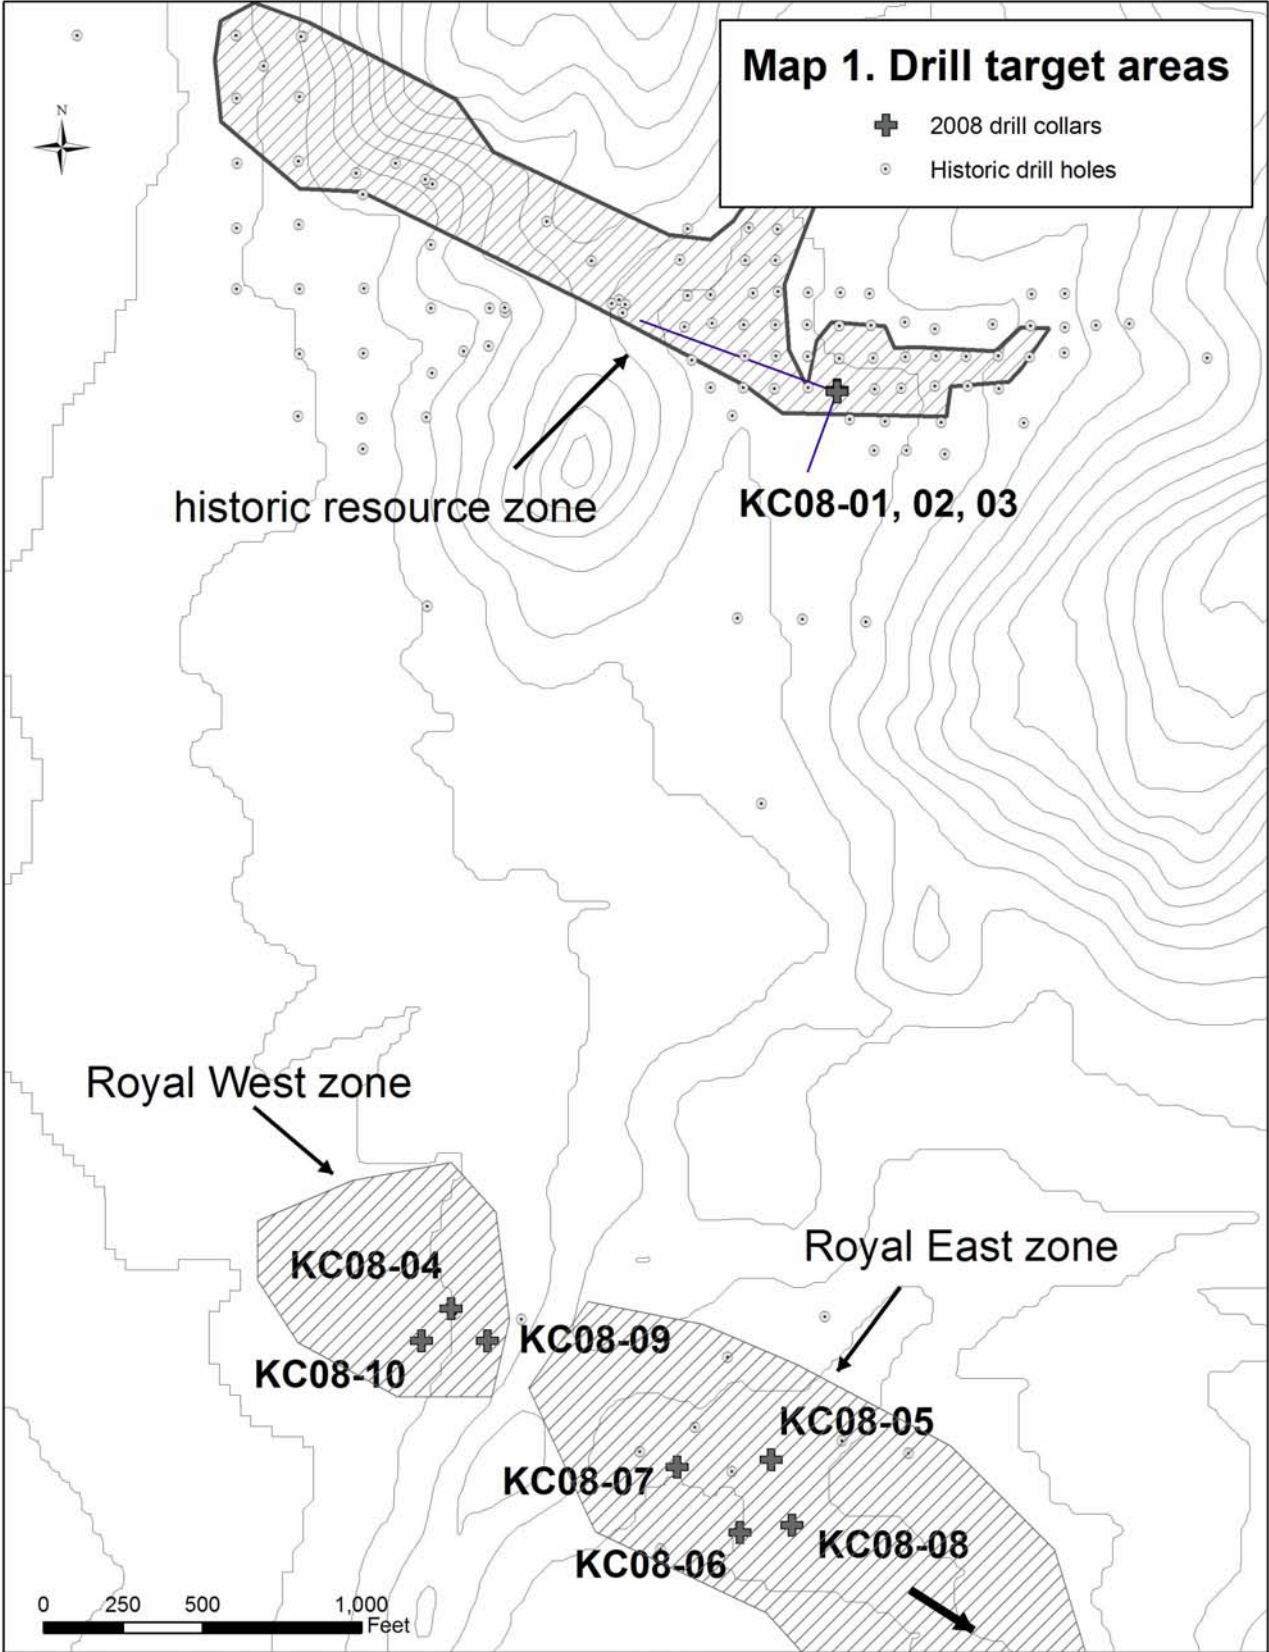 Map 1. Drill target areas
2008 drill collars
Historic drill holes
N
historic resource zone
KC08-01, 02, 03
Royal West zone
Royal East zone
KC08-04
KC08-09
KC08-10
KC08-05
KC08-07
KC08-08
KC08-06
0 250 500 1,000
Feet